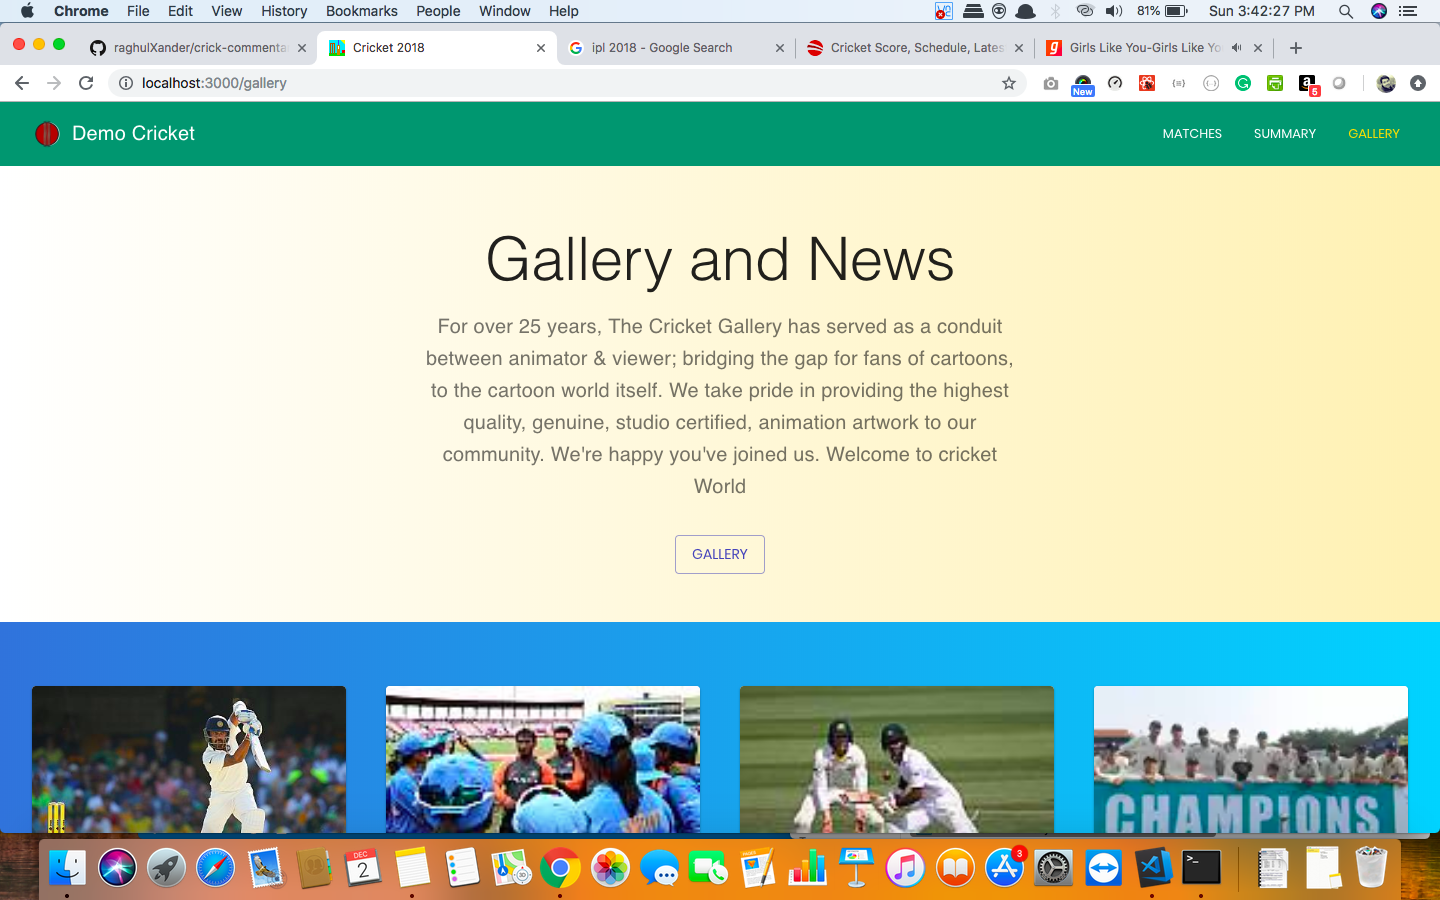 Chrome File Edit View History Bookmarks People Window Help 81% Sun 3:42:27 PM
raghulXander/crick-commenta Cricket 2018 ipl 2018 - Google Search Cricket Score, Schedule, Lates Girls Like You-Girls Like Yo
localhost:3000/gallery
New
5
Demo Cricket MATCHES SUMMARY GALLERY
Gallery and News
For over 25 years, The Cricket Gallery has served as a conduit
between animator & viewer; bridging the gap for fans of cartoons,
to the cartoon world itself. We take pride in providing the highest
quality, genuine, studio certified, animation artwork to our
community. We're happy you've joined us. Welcome to cricket
World
GALLERY
CHAMPIONS
DEC
2
3